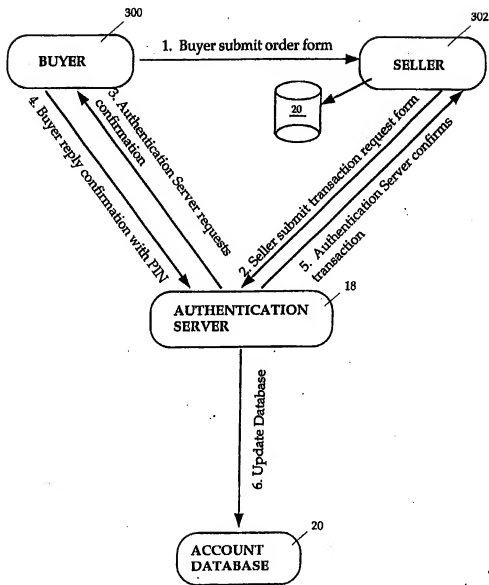 300
302
1. Buyer submit order form
BUYER
SELLER
20
3. Authentication Server requests
confirmation
4. Buyer reply confirmation with PIN
2. Seller submit transaction request form
5. Authentication Server confirms
transaction
18
AUTHENTICATION
SERVER
6. Update Database
20
ACCOUNT
DATABASE